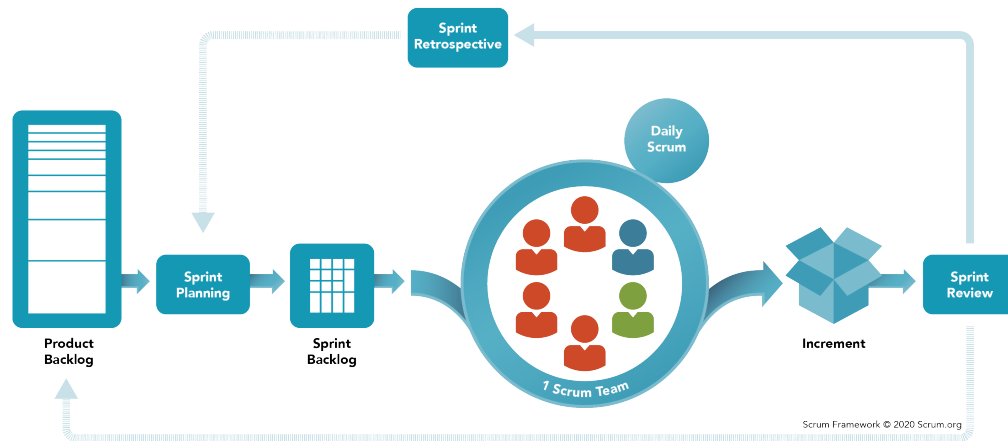 Sprint
Retrospective
Daily
Scrum
Sprint
Planning
Sprint
Review
Product
Backlog
Sprint
Backlog
Increment
1 Scrum Team
Scrum Framework © 2020 Scrum.org